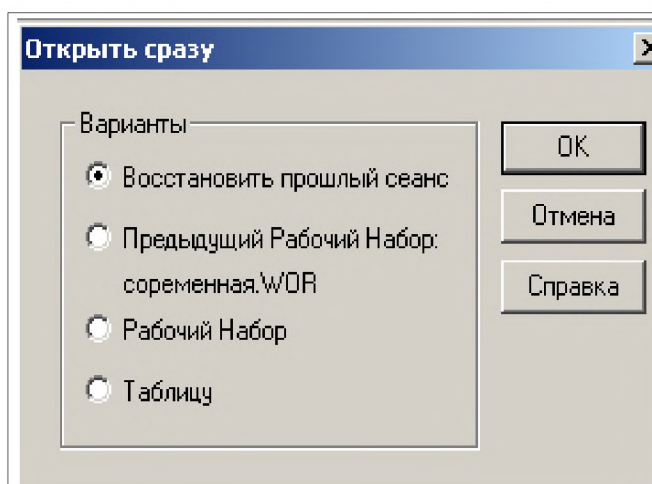 Открыть сразу
Варианты
Восстановить прошлый сеанс
Предыдущий Рабочий Набор:
соременная.WOR
Рабочий Набор
Таблицу
OK
Отмена
Справка